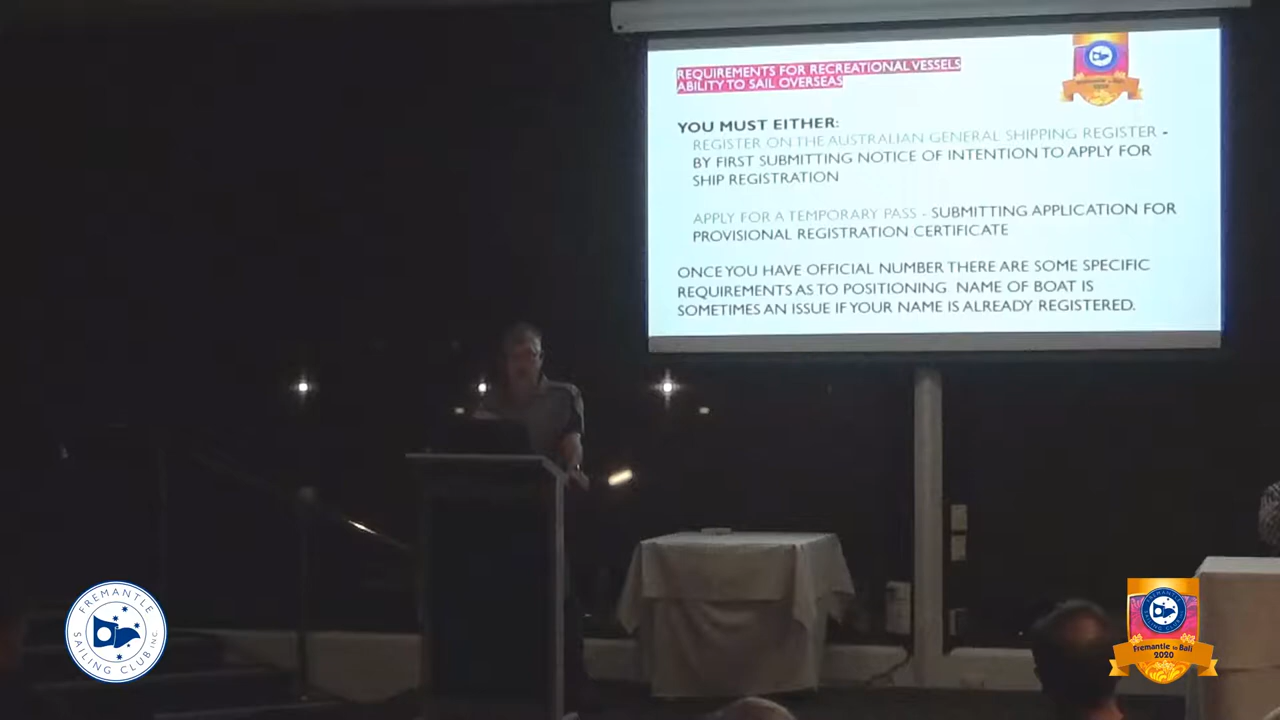 REQUIREMENTS FOR RECREATIONAL VESSELS
ABILITY TO SAIL OVERSEAS
YOU MUST EITHER:
REGISTER ON THE AUSTRALIAN GENERAL SHIPPING REGISTER -
BY FIRST SUBMITTING NOTICE OF INTENTION TO APPLY FOR
SHIP REGISTRATION
APPLY FOR A TEMPORARY PASS - SUBMITTING APPLICATION FOR
PROVISIONAL REGISTRATION CERTIFICATE
ONCE YOU HAVE OFFICIAL NUMBER THERE ARE SOME SPECIFIC
REQUIREMENTS AS TO POSITIONING NAME OF BOAT IS
SOMETIMES AN ISSUE IF YOUR NAME IS ALREADY REGISTERED.
FREMANTLE
SAILING CLUB INC.
Fremantle to Bali
2020